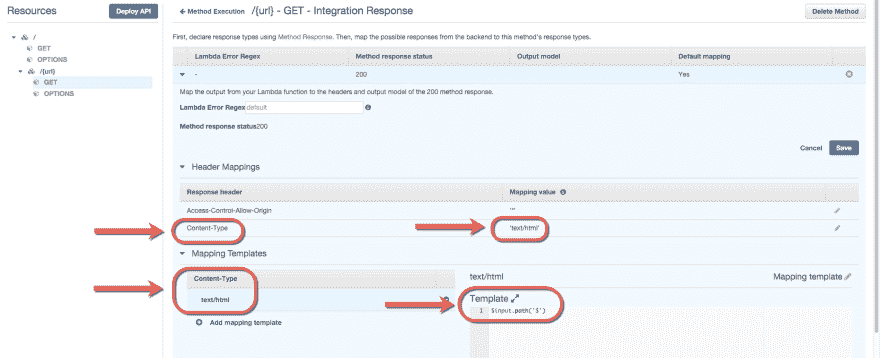 Resources
Deploy API
Method Execution /{url} - GET - Integration Response
Delete Method
/
GET
OPTIONS
/{url}
GET
OPTIONS
First, declare response types using Method Response. Then, map the possible responses from the backend to this method's response types.
Lambda Error Regex Method response status Output model Default mapping
- 200 Yes
Map the output from your Lambda function to the headers and output model of the 200 method response.
Lambda Error Regex default
Method response status200
Cancel Save
Header Mappings
Response header Mapping value
Access-Control-Allow-Origin '*'
Content-Type 'text/html'
Mapping Templates
Content-Type
text/html
Add mapping template
text/html Mapping template
Template
1 $input.path('$')